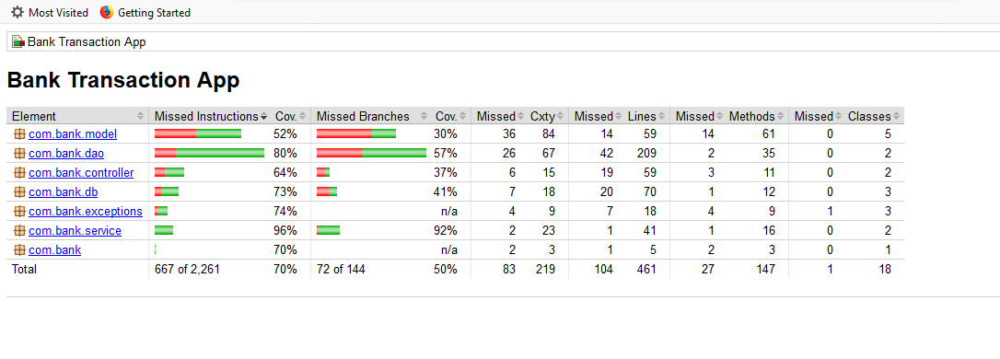 Most Visited Getting Started
Bank Transaction App
Bank Transaction App
Element Missed Instructions Cov. Missed Branches Cov. Missed Cxty Missed Lines Missed Methods Missed Classes
com.bank.model 52% 30% 36 84 14 59 14 61 0 5
com.bank.dao 80% 57% 26 67 42 209 2 35 0 2
com.bank.controller 64% 37% 6 15 19 59 3 11 0 2
com.bank.db 73% 41% 7 18 20 70 1 12 0 3
com.bank.exceptions 74% n/a 4 9 7 18 4 9 1 3
com.bank.service 96% 92% 2 23 1 41 1 16 0 2
com.bank 70% n/a 2 3 1 5 2 3 0 1
Total 667 of 2,261 70% 72 of 144 50% 83 219 104 461 27 147 1 18